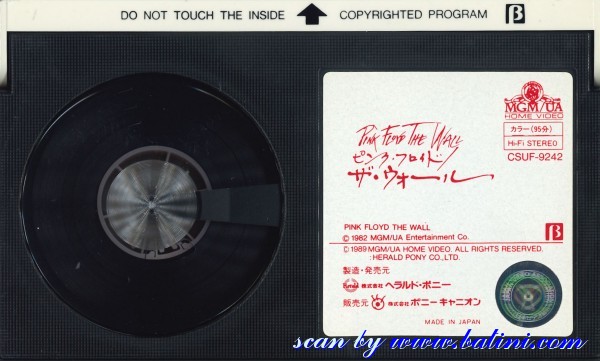 DO NOT TOUCH THE INSIDE COPYRIGHTED PROGRAM β
MGM/UA
HOME VIDEO
カラー(95分)
Hi-Fi STEREO
CSUF-9242
PINK FLOYD THE WALL
ピンク・フロイド
ザ・ウォール
PINK FLOYD THE WALL
© 1982 MGM/UA Entertainment Co. β
© 1989 MGM/UA HOME VIDEO. ALL RIGHTS RESERVED.
: HERALD PONY CO.,LTD.
製造・発売元
株式会社 ヘラルド・ポニー
販売元 株式会社 ポニー キャニオン
MADE IN JAPAN
scan by www.batini.com